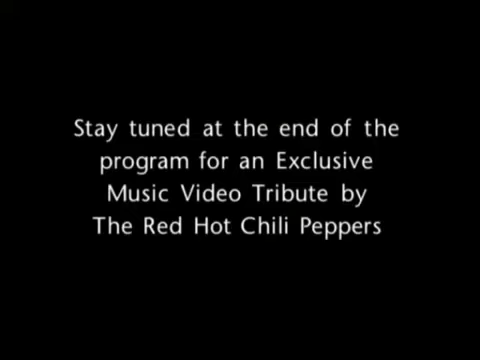 Stay tuned at the end of the
program for an Exclusive
Music Video Tribute by
The Red Hot Chili Peppers